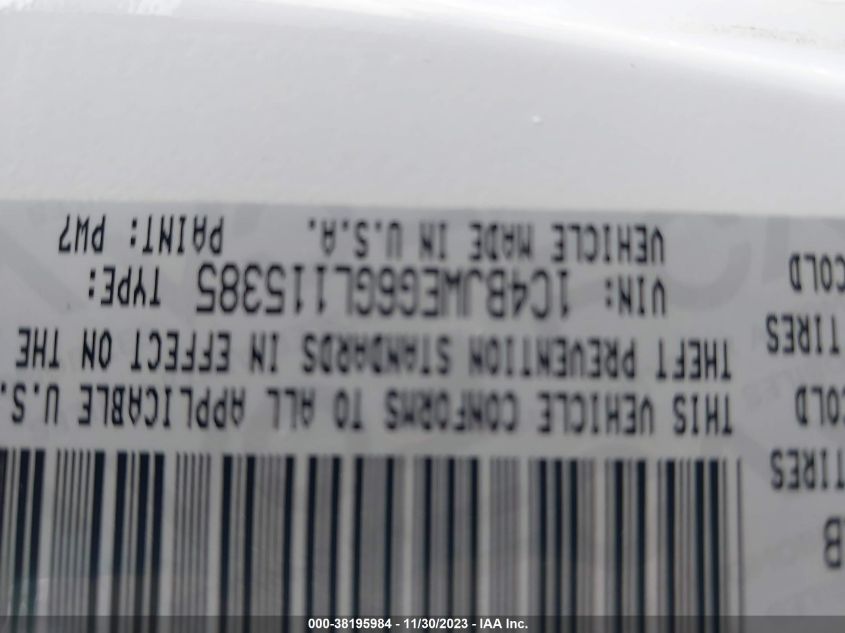 B
TIRES
COLD
TIRES
COLD
THIS VEHICLE CONFORMS TO ALL APPLICABLE U.S.
THEFT PREVENTION STANDARDS IN EFFECT ON THE
VIN: 1C4BJWEG6GL115385 TYPE:
VEHICLE MADE IN U.S.A. PAINT: PW7
000-38195984 - 11/30/2023 - IAA Inc.